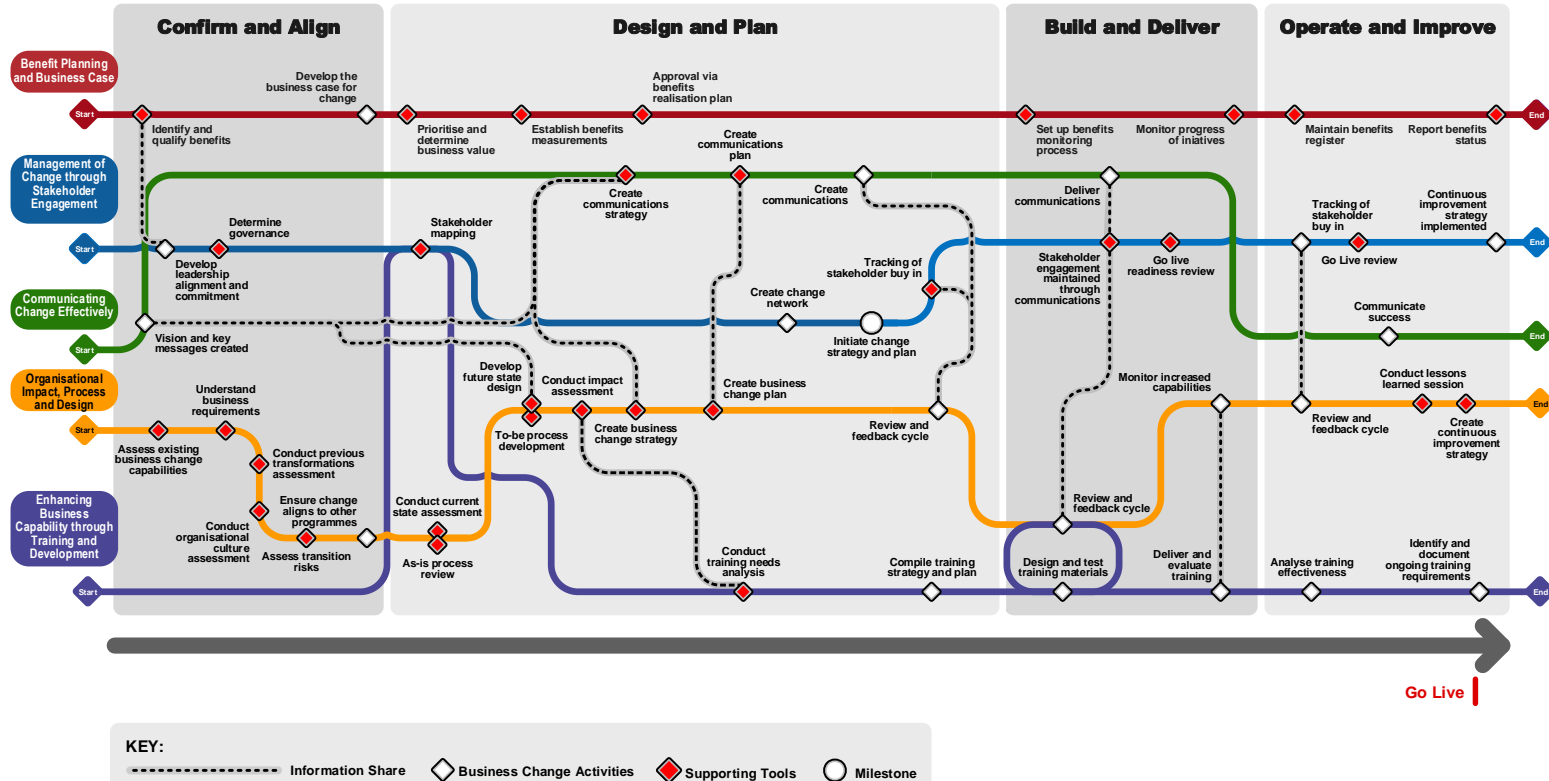 Confirm and Align
Design and Plan
Build and Deliver
Operate and Improve
Benefit Planning
and Business Case
Start
Identify and
qualify benefits
Develop the
business case for
change
Prioritise and
determine
business value
Establish benefits
measurements
Approval via
benefits
realisation plan
Set up benefits
monitoring
process
Monitor progress
of iniatives
Maintain benefits
register
Report benefits
status
End
Management of
Change through
Stakeholder
Engagement
Start
Develop
leadership
alignment and
commitment
Determine
governance
Stakeholder
mapping
Create change
network
Initiate change
strategy and plan
Tracking of
stakeholder buy in
Stakeholder
engagement
maintained
through
communications
Go live
readiness review
Tracking of
stakeholder
buy in
Go Live review
Continuous
improvement
strategy
implemented
End
Communicating
Change Effectively
Start
Vision and key
messages created
Create
communications
strategy
Create
communications
plan
Create
communications
Deliver
communications
Communicate
success
End
Organisational
Impact, Process
and Design
Start
Assess existing
business change
capabilities
Understand
business
requirements
Conduct previous
transformations
assessment
Conduct
organisational
culture
assessment
Ensure change
aligns to other
programmes
Assess transition
risks
Conduct current
state assessment
As-is process
review
Develop
future state
design
To-be process
development
Conduct impact
assessment
Create business
change strategy
Create business
change plan
Review and
feedback cycle
Review and
feedback cycle
Monitor increased
capabilities
Review and
feedback cycle
Conduct lessons
learned session
Create
continuous
improvement
strategy
End
Enhancing
Business
Capability through
Training and
Development
Start
Conduct
training needs
analysis
Compile training
strategy and plan
Design and test
training materials
Deliver and
evaluate
training
Analyse training
effectiveness
Identify and
document
ongoing training
requirements
End
Go Live
KEY:
Information Share
Business Change Activities
Supporting Tools
Milestone